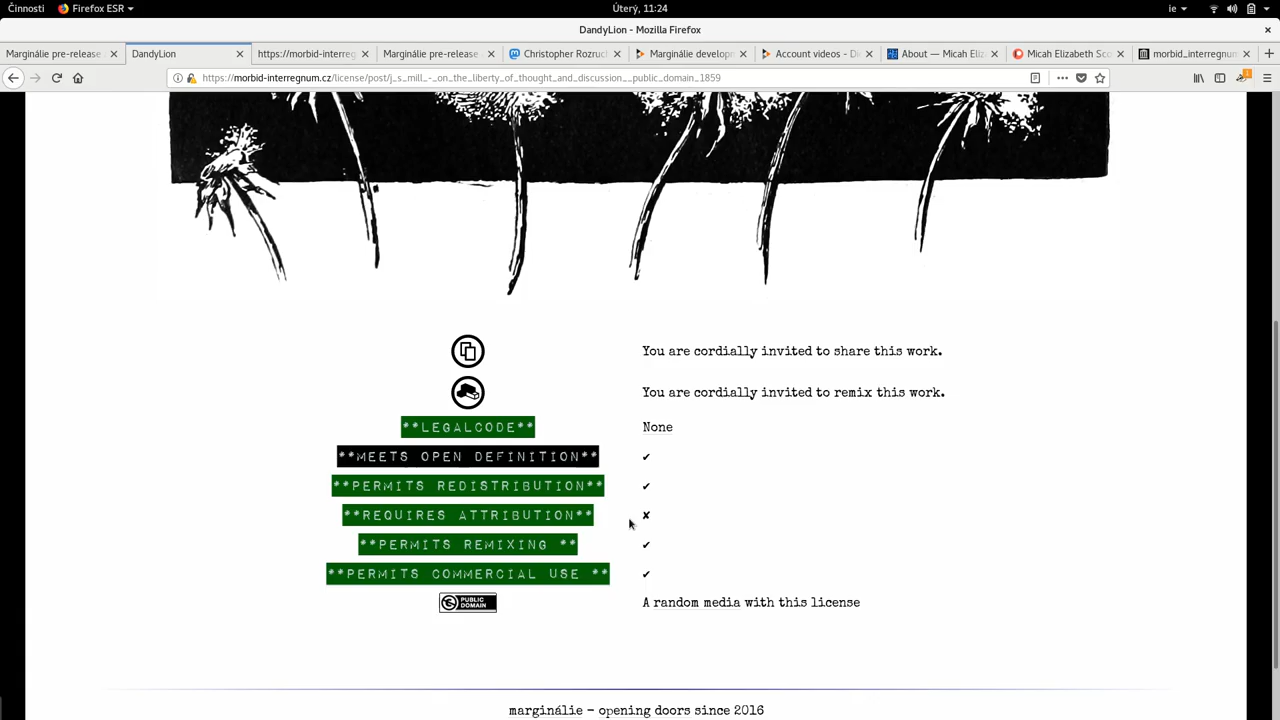 Činnosti Firefox ESR Úterý, 11:24 ie
DandyLion - Mozilla Firefox
Marginálie pre-release DandyLion https://morbid-interreg Marginálie pre-release Christopher Rozruch Marginálie develop Account videos - Di About — Micah Eliz Micah Elizabeth Sc morbid_interregnum
https://morbid-interregnum.cz/license/post/j_s_mill_-_on_the_liberty_of_thought_and_discussion__public_domain_1859
You are cordially invited to share this work.
You are cordially invited to remix this work.
**LEGALCODE** None
**MEETS OPEN DEFINITION** ✔
**PERMITS REDISTRIBUTION** ✔
**REQUIRES ATTRIBUTION** ✘
**PERMITS REMIXING ** ✔
**PERMITS COMMERCIAL USE ** ✔
PUBLIC DOMAIN A random media with this license
marginálie – opening doors since 2016